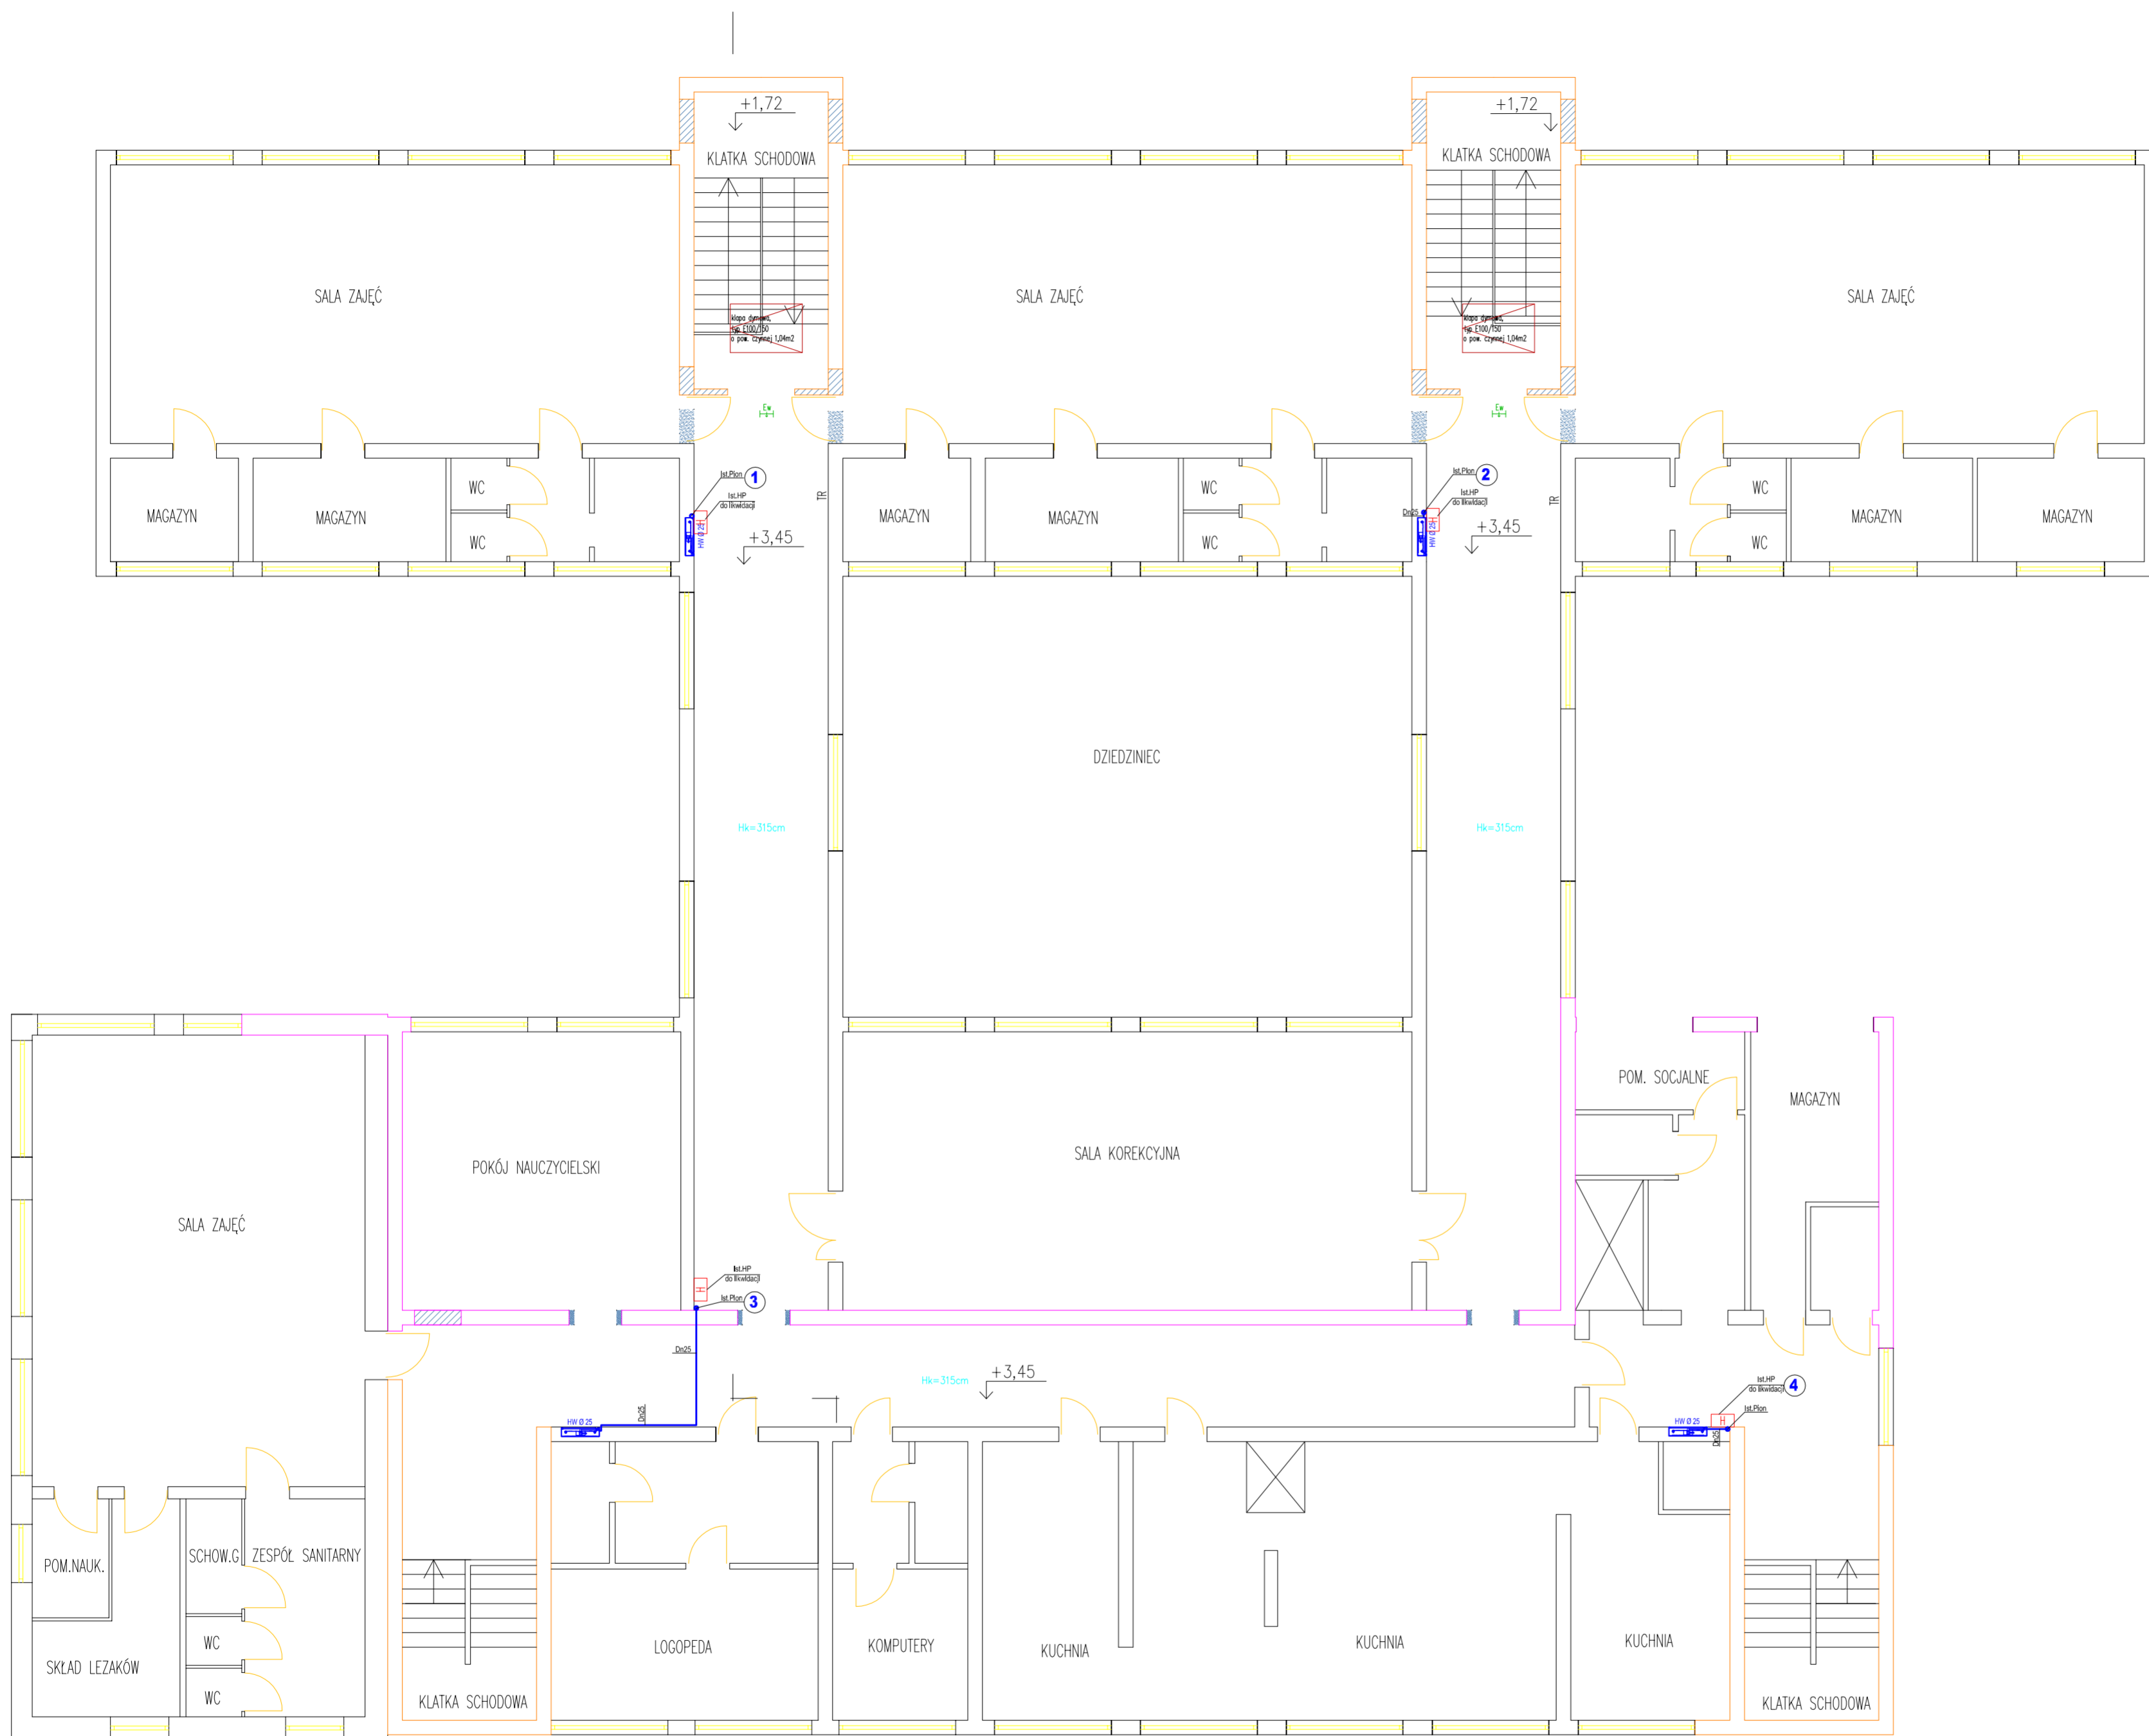 +1,72
+1,72
KLATKA SCHODOWA
KLATKA SCHODOWA
SALA ZAJĘĆ
SALA ZAJĘĆ
SALA ZAJĘĆ
klapa dymowa,
typ E100/150
o pow. czynnej 1,04m2
klapa dymowa,
typ E100/150
o pow. czynnej 1,04m2
Ew
Ew
Ist.Pion
1
Ist.HP
do likwidacji
H
HW Ø 25
+3,45
TR
Ist.Pion
2
Ist.HP
do likwidacji
Dn25
H
HW Ø 25
+3,45
TR
MAGAZYN
MAGAZYN
WC
WC
MAGAZYN
MAGAZYN
WC
WC
WC
WC
MAGAZYN
MAGAZYN
DZIEDZINIEC
Hk=315cm
Hk=315cm
POM. SOCJALNE
MAGAZYN
POKÓJ NAUCZYCIELSKI
SALA KOREKCYJNA
SALA ZAJĘĆ
Ist.HP
do likwidacji
H
Ist.Pion
3
Dn25
Dn25
HW Ø 25
Hk=315cm
+3,45
Ist.HP
do likwidacji
4
H
Ist.Pion
HW Ø 25
Dn25
POM.NAUK.
SCHOW.G
ZESPÓŁ SANITARNY
WC
SKŁAD LEZAKÓW
WC
KLATKA SCHODOWA
LOGOPEDA
KOMPUTERY
KUCHNIA
KUCHNIA
KUCHNIA
KLATKA SCHODOWA